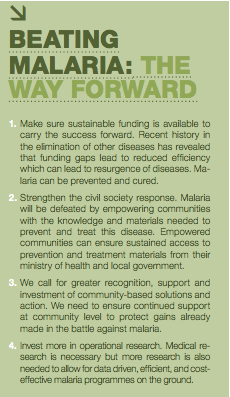 BEATING
MALARIA: THE
WAY FORWARD
1. Make sure sustainable funding is available to
carry the success forward. Recent history in
the elimination of other diseases has revealed
that funding gaps lead to reduced efficiency
which can lead to resurgence of diseases. Ma-
laria can be prevented and cured.
2. Strengthen the civil society response. Malaria
will be defeated by empowering communities
with the knowledge and materials needed to
prevent and treat this disease. Empowered
communities can ensure sustained access to
prevention and treatment materials from their
ministry of health and local government.
3. We call for greater recognition, support and
investment of community-based solutions and
action. We need to ensure continued support
at community level to protect gains already
made in the battle against malaria.
4. Invest more in operational research. Medical re-
search is necessary but more research is also
needed to allow for data driven, efficient, and cost-
effective malaria programmes on the ground.